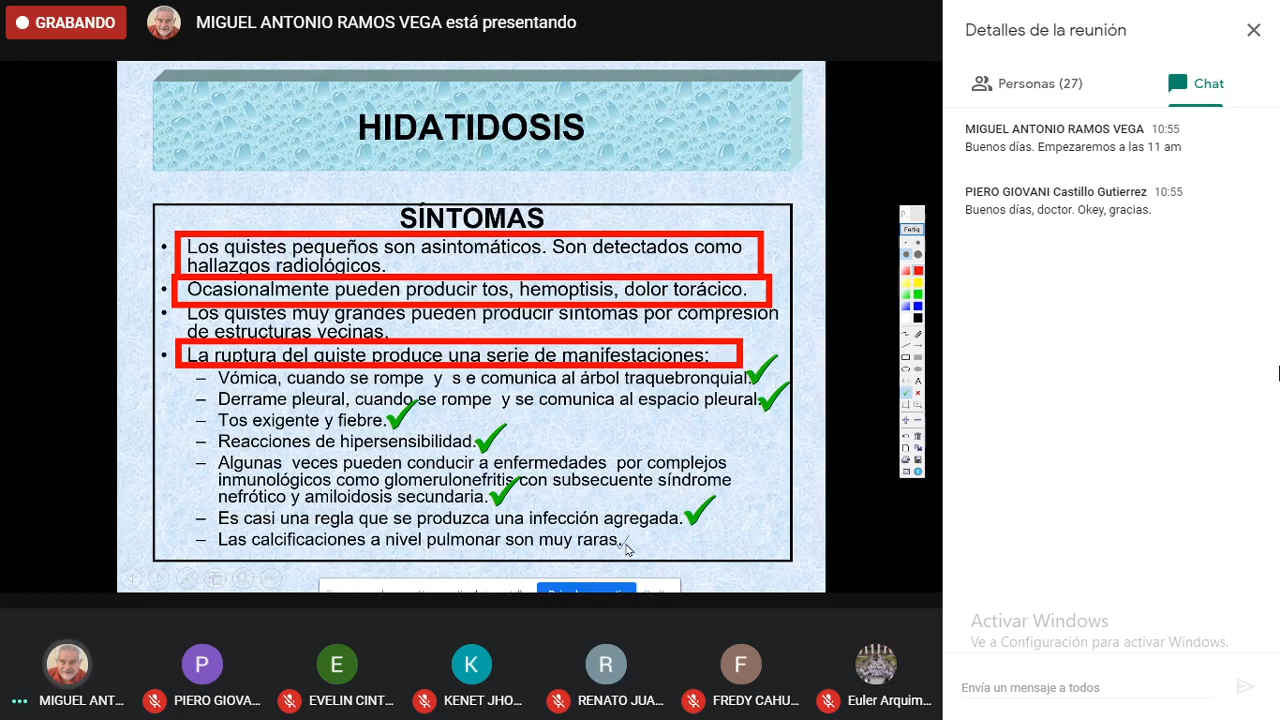 GRABANDO
MIGUEL ANTONIO RAMOS VEGA está presentando
HIDATIDOSIS
SÍNTOMAS
• Los quistes pequeños son asintomáticos. Son detectados como
hallazgos radiológicos.
• Ocasionalmente pueden producir tos, hemoptisis, dolor torácico.
• Los quistes muy grandes pueden producir síntomas por compresión
de estructuras vecinas.
• La ruptura del quiste produce una serie de manifestaciones:
– Vómica, cuando se rompe y s e comunica al árbol traquebronquial.
– Derrame pleural, cuando se rompe y se comunica al espacio pleural.
– Tos exigente y fiebre.
– Reacciones de hipersensibilidad.
– Algunas veces pueden conducir a enfermedades por complejos
inmunológicos como glomerulonefritis con subsecuente síndrome
nefrótico y amiloidosis secundaria.
– Es casi una regla que se produzca una infección agregada.
– Las calcificaciones a nivel pulmonar son muy raras.
Fertig
A
MIGUEL ANT...
P
PIERO GIOVA...
E
EVELIN CINT...
K
KENET JHO...
R
RENATO JUA...
F
FREDY CAHU...
Euler Arquim...
Detalles de la reunión
Personas (27)
Chat
MIGUEL ANTONIO RAMOS VEGA 10:55
Buenos días. Empezaremos a las 11 am
PIERO GIOVANI Castillo Gutierrez 10:55
Buenos días, doctor. Okey, gracias.
Activar Windows
Ve a Configuración para activar Windows.
Envía un mensaje a todos